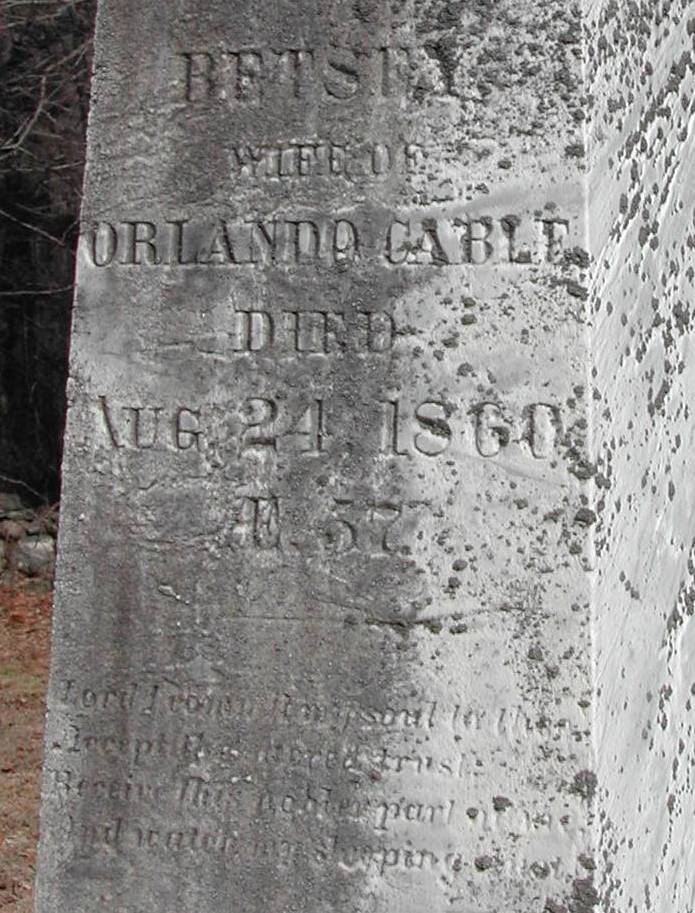 BETSEY
WIFE OF
ORLANDO CABLE
DIED
AUG. 24, 1860
Æ. 57
Lord I commit my soul to thee,
Accept the sacred trust.
Receive this nobler part of me,
And watch my sleeping dust.